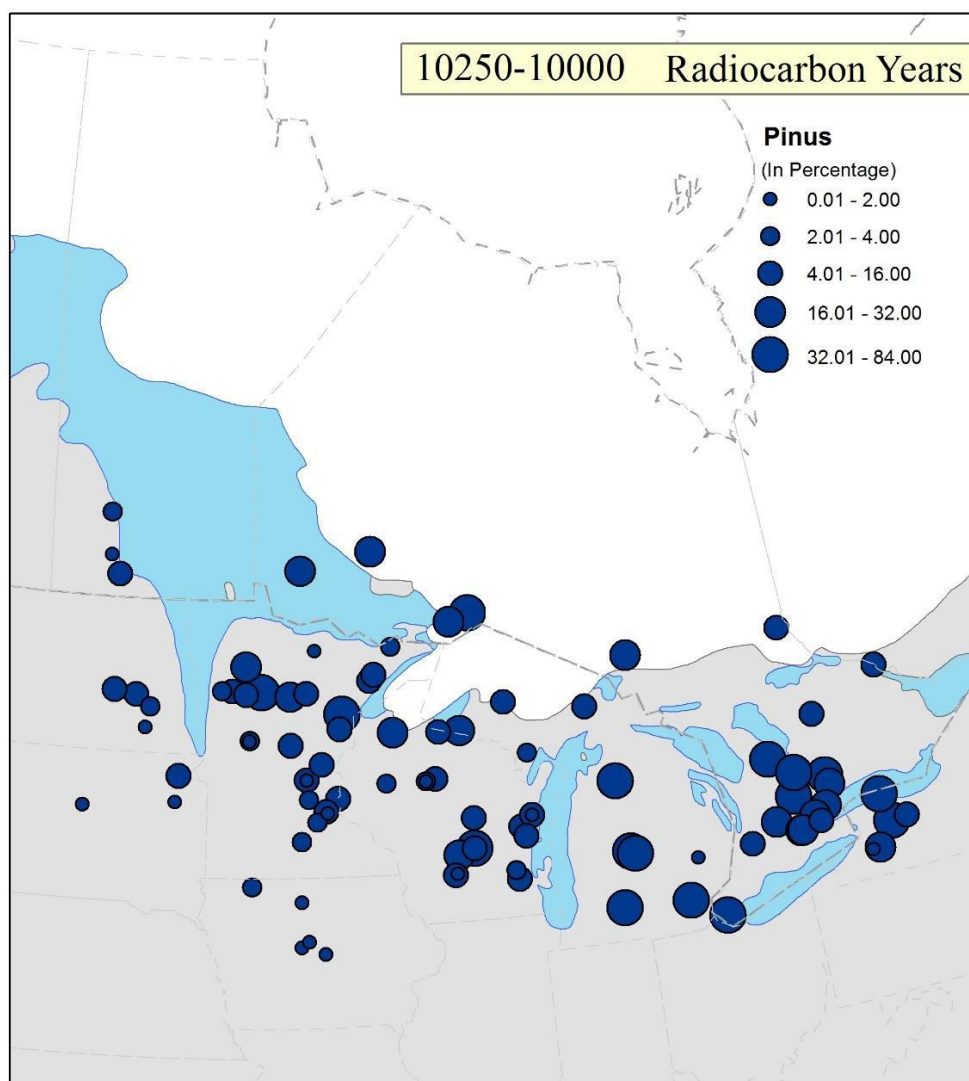 10250-10000 Radiocarbon Years
Pinus
(In Percentage)
0.01 - 2.00
2.01 - 4.00
4.01 - 16.00
16.01 - 32.00
32.01 - 84.00